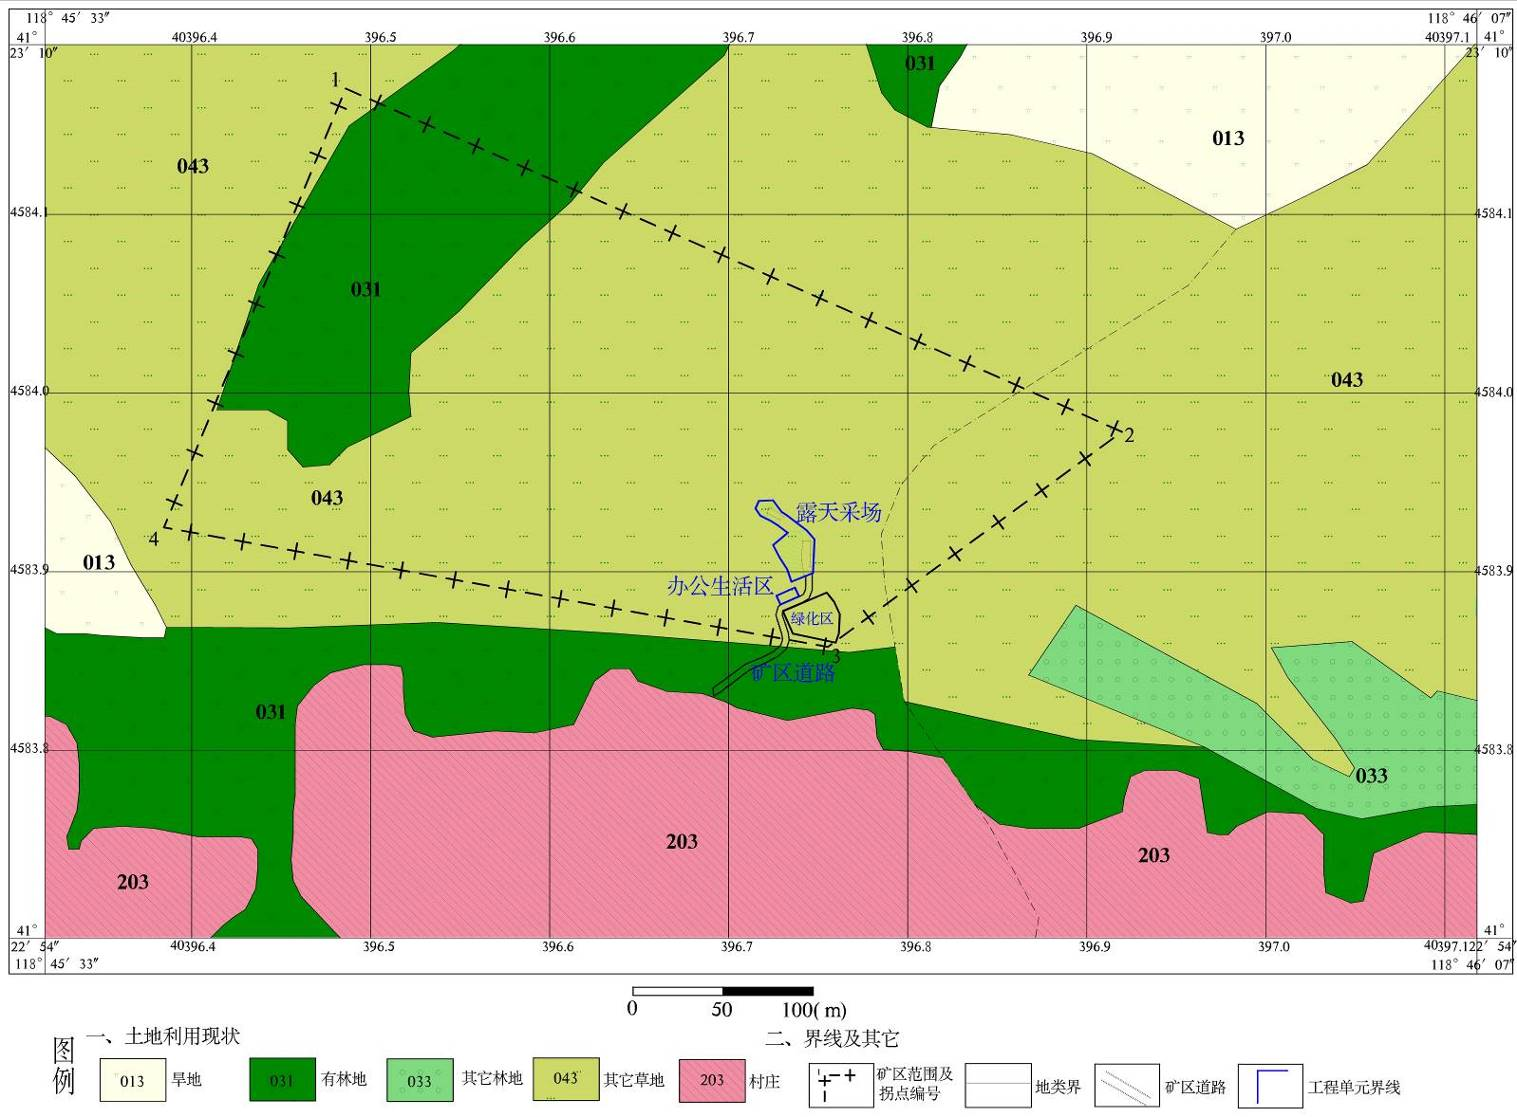 118° 45′ 33″
118° 46′ 07″
41°
40396.4
396.5
396.6
396.7
396.8
396.9
397.0
40397.1
41°
23′ 10″
23′ 10″
1
031
013
043
4584.1
4584.1
031
043
4584.0
4584.0
2
043
露天采场
4
013
4583.9
4583.9
办公生活区
绿化区
3
矿区道路
031
4583.8
4583.8
033
203
203
203
41°
41°
22′ 54″
40396.4
396.5
396.6
396.7
396.8
396.9
397.0
40397.1
22′ 54″
118° 45′ 33″
118° 46′ 07″
0
50
100( m)
图例
一、土地利用现状
二、界线及其它
013
旱地
031
有林地
033
其它林地
043
其它草地
203
村庄
矿区范围及
拐点编号
地类界
矿区道路
工程单元界线